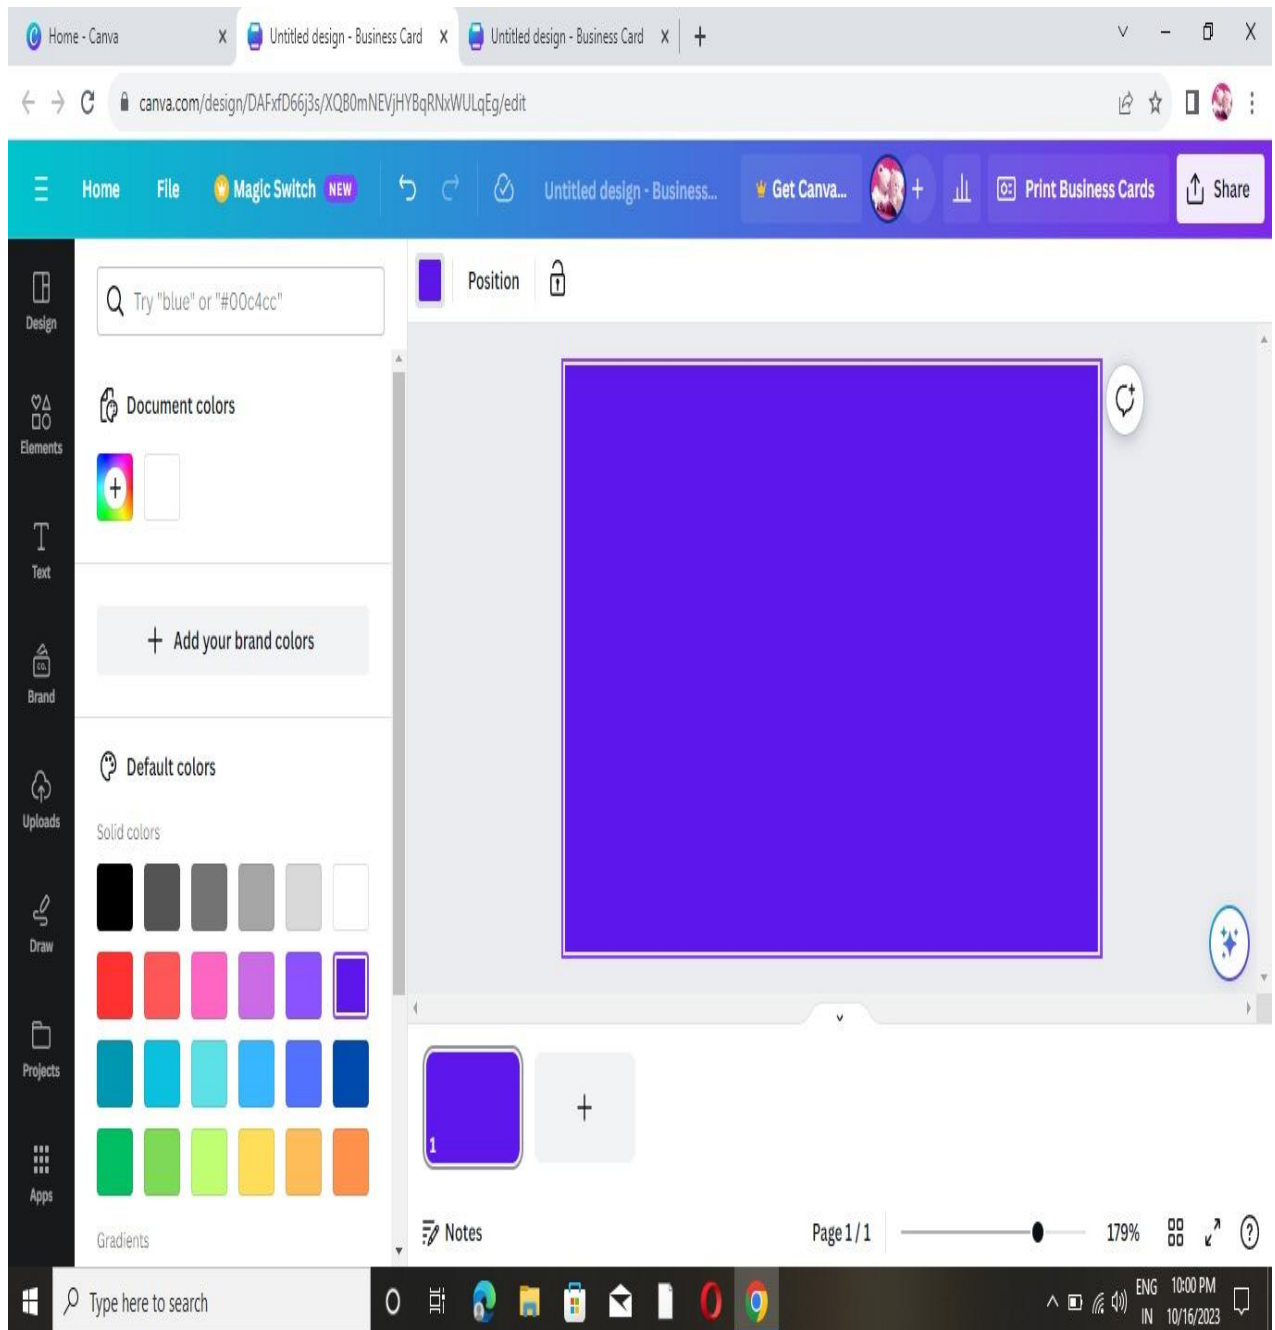 Home - Canva
Untitled design - Business Card
Untitled design - Business Card
canva.com/design/DAFxfD66j3s/XQB0mNEVjHYBqRNxWULqEg/edit
Home
File
Magic Switch NEW
Untitled design - Business...
Get Canva...
Print Business Cards
Share
Design
Elements
Text
Brand
Uploads
Draw
Projects
Apps
Try "blue" or "#00c4cc"
Document colors
+ Add your brand colors
Default colors
Solid colors
Gradients
Position
1
Notes
Page 1 / 1
179%
Type here to search
ENG
IN
10:00 PM
10/16/2023